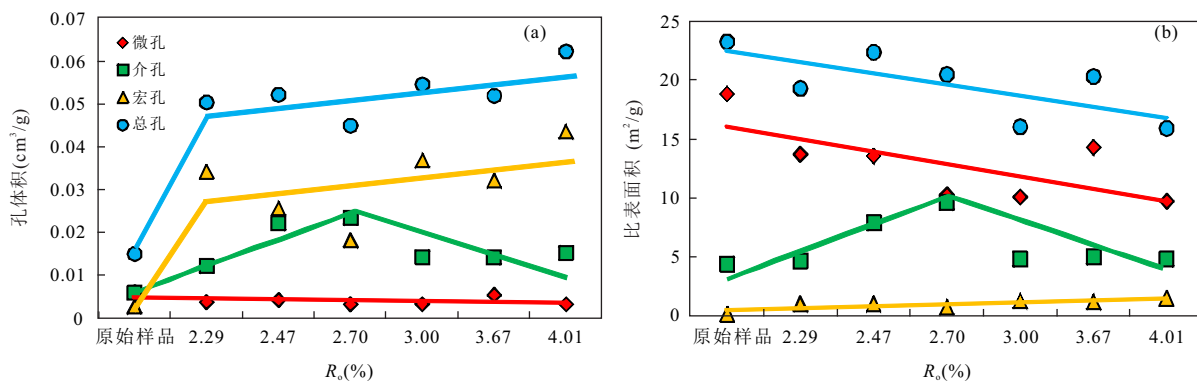 0.07
0.06
0.05
0.04
0.03
0.02
0.01
0
孔体积(cm³/g)
(a)
微孔
介孔
宏孔
总孔
原始样品 2.29 2.47 2.70 3.00 3.67 4.01
Rₒ(%)
25
20
15
10
5
0
比表面积 (m²/g)
(b)
原始样品 2.29 2.47 2.70 3.00 3.67 4.01
Rₒ(%)